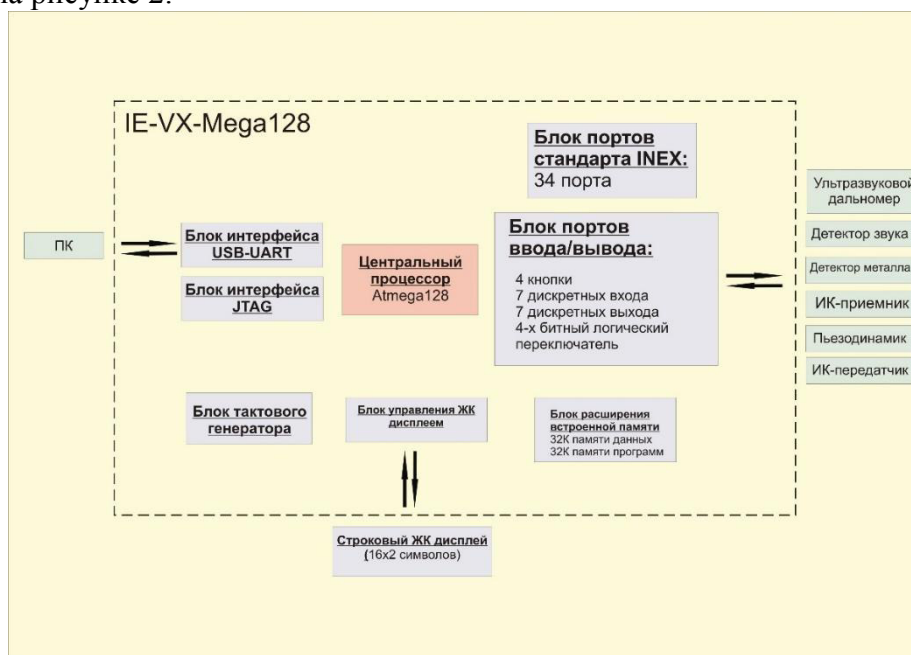 на рисунке 2.
IE-VX-Mega128
Блок портов
стандарта INEX:
34 порта
Ультразвуковой
дальномер
ПК
Блок интерфейса
USB-UART
Блок портов
ввода/вывода:
Детектор звука
Центральный
процессор
Atmega128
Детектор металла
4 кнопки
7 дискретных входа
7 дискретных выхода
4-х битный логический
переключатель
Блок интерфейса
JTAG
ИК-приемник
Пьезодинамик
ИК-передатчик
Блок тактового
генератора
Блок управления ЖК
дисплеем
Блок расширения
встроенной памяти
32К памяти данных
32К памяти программ
Строковый ЖК дисплей
(16х2 символов)